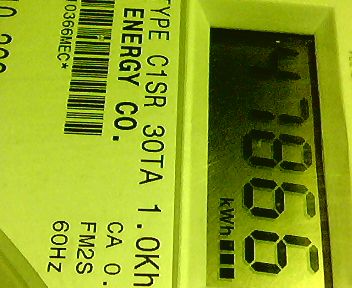 47866
kWh
TYPE C1SR 30TA 1.0Kh
ENERGY CO.
CA 0.
FM2S
60Hz
0366MEC*